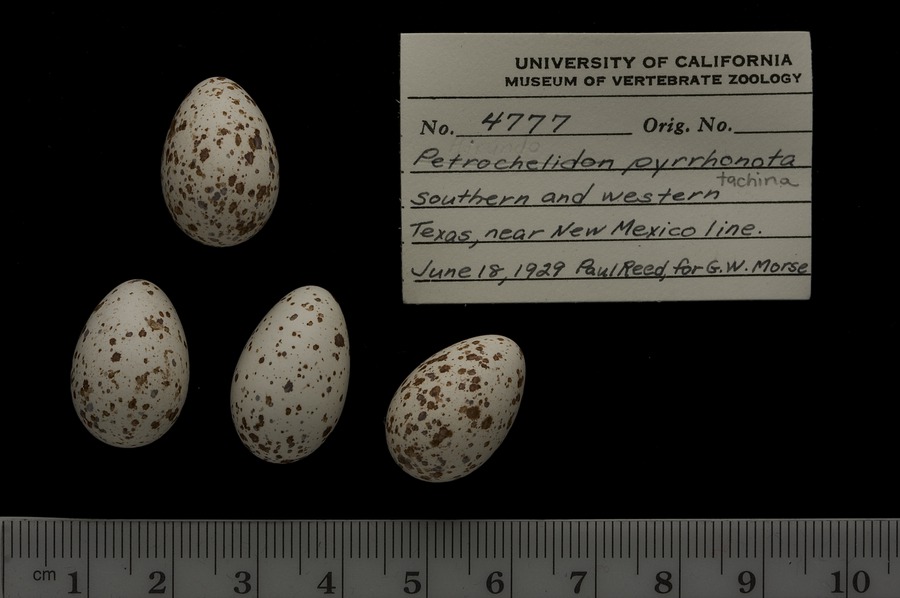 UNIVERSITY OF CALIFORNIA
MUSEUM OF VERTEBRATE ZOOLOGY
No. 4777 Orig. No.
Hirundo
Petrochelidon pyrrhonota
tachina
southern and western
Texas, near New Mexico line.
June 18, 1929 Paul Reed, for G.W. Morse
cm 1 2 3 4 5 6 7 8 9 10